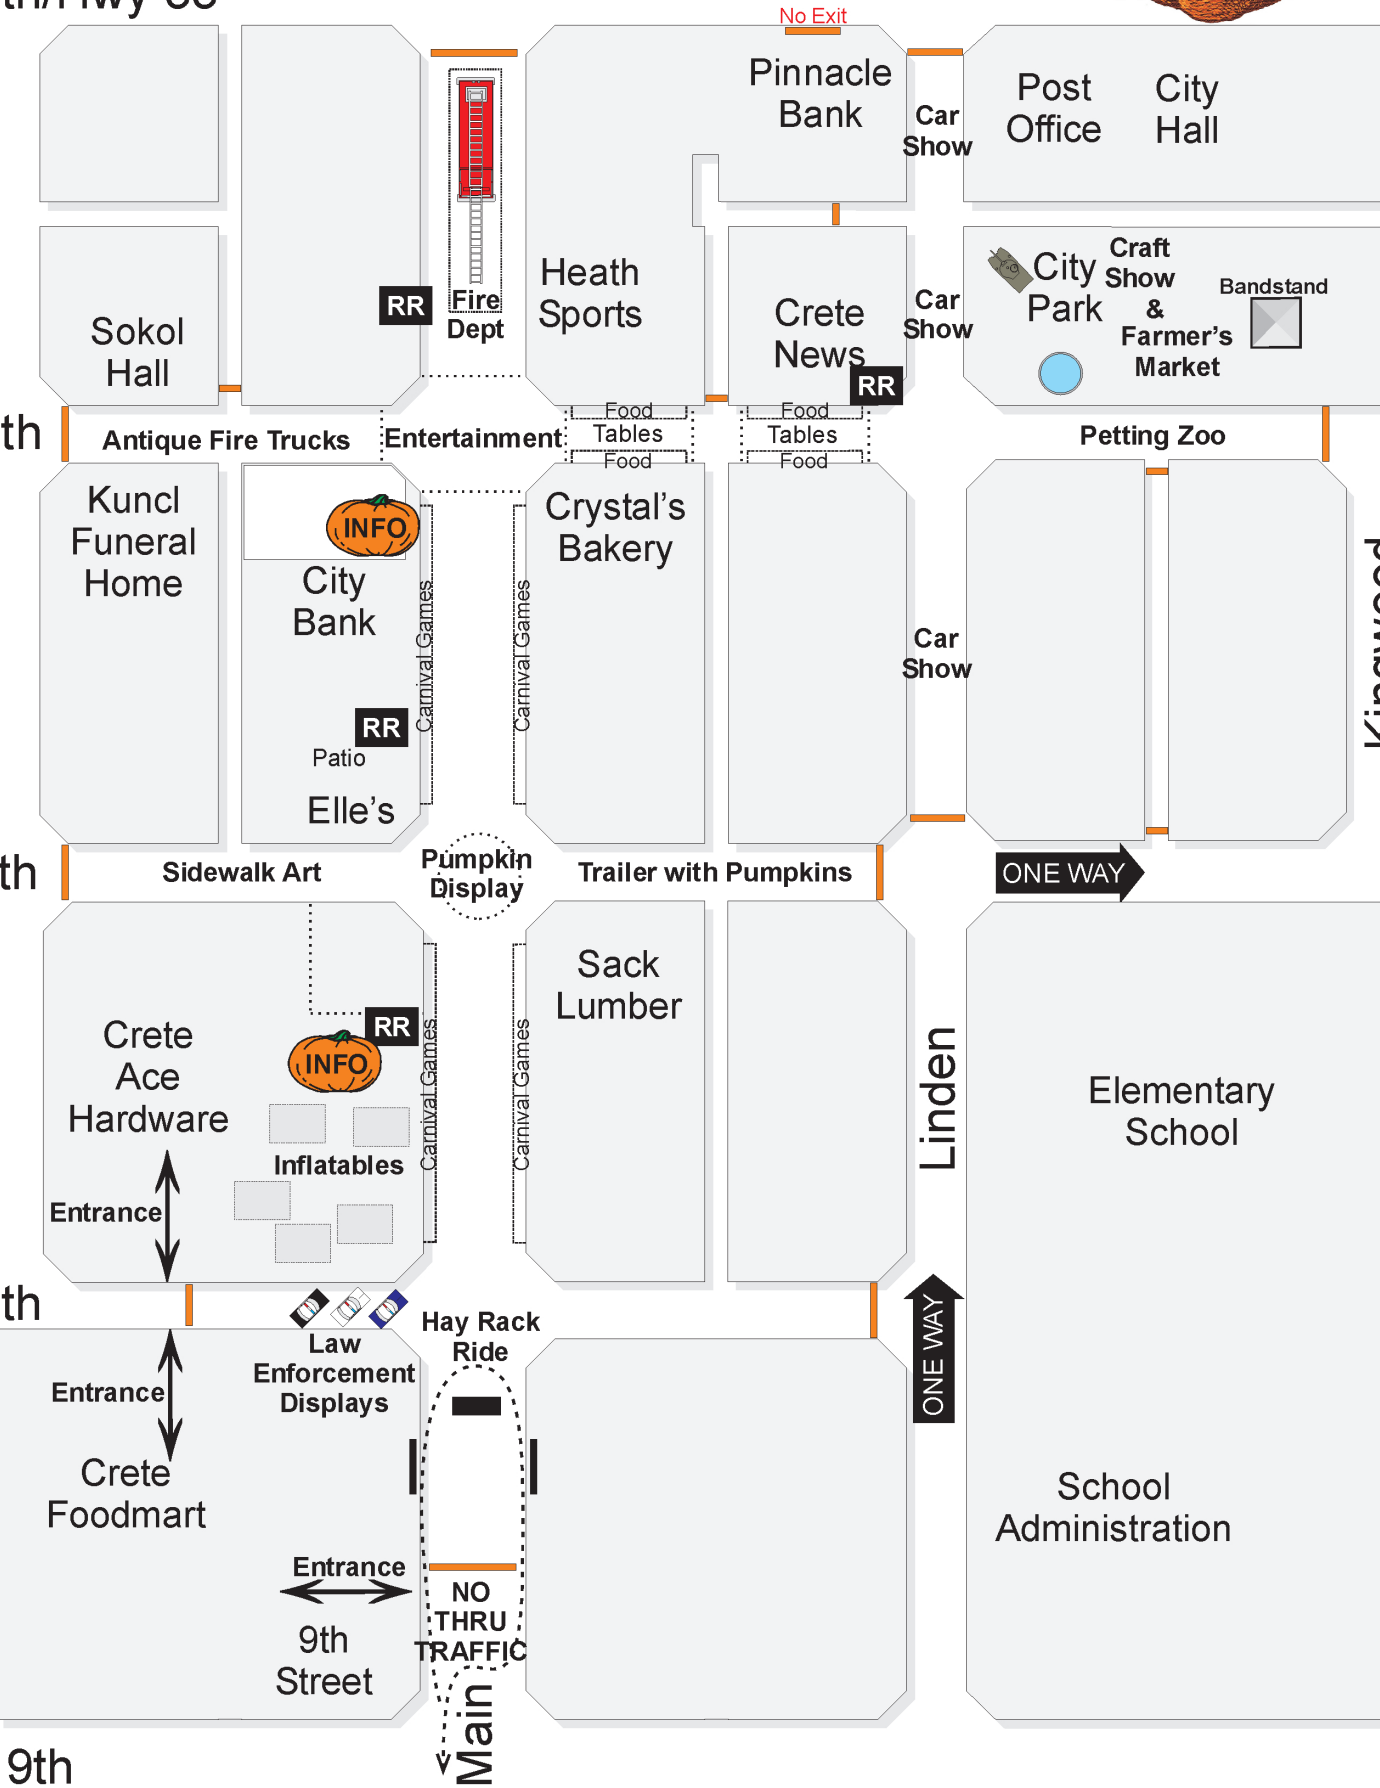 No Exit
Pinnacle
Bank
Car
Show
Post
Office
City
Hall
Heath
Sports
Fire
Dept
RR
Sokol
Hall
Crete
News
RR
Car
Show
City
Park
Craft
Show
&
Farmer's
Market
Bandstand
th
Antique Fire Trucks
Entertainment
Food
Tables
Food
Food
Tables
Food
Petting Zoo
Kuncl
Funeral
Home
INFO
City
Bank
Carnival Games
Carnival Games
Crystal's
Bakery
Car
Show
RR
Patio
Elle's
th
Sidewalk Art
Pumpkin
Display
Trailer with Pumpkins
ONE WAY
Crete
Ace
Hardware
RR
INFO
Inflatables
Entrance
Carnival Games
Carnival Games
Sack
Lumber
Linden
Elementary
School
th
Law
Enforcement
Displays
Hay Rack
Ride
ONE WAY
Entrance
Crete
Foodmart
School
Administration
Entrance
NO
THRU
TRAFFIC
9th
Street
Main
9th